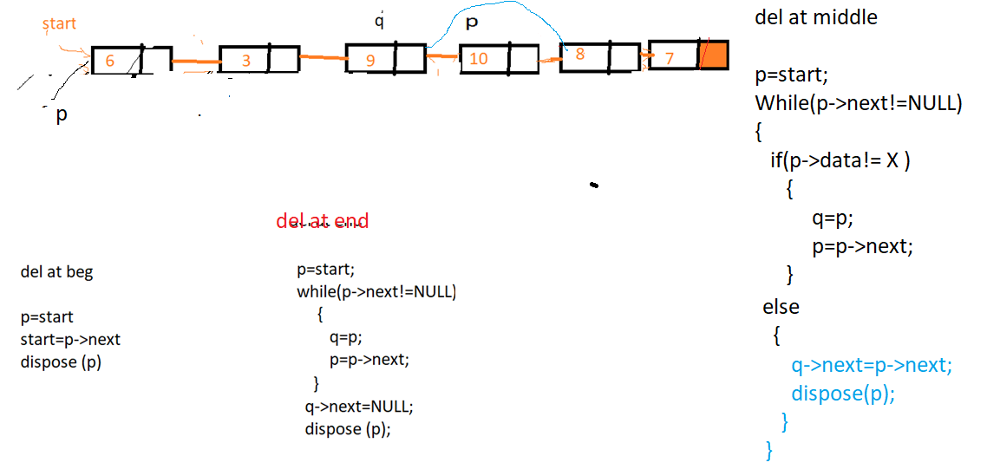 start
q
p
6
3
9
10
8
7
p
del at end
del at beg
p=start
start=p->next
dispose (p)
p=start;
while(p->next!=NULL)
{
q=p;
p=p->next;
}
q->next=NULL;
dispose (p);
del at middle
p=start;
While(p->next!=NULL)
{
if(p->data!= X )
{
q=p;
p=p->next;
}
else
{
q->next=p->next;
dispose(p);
}
}